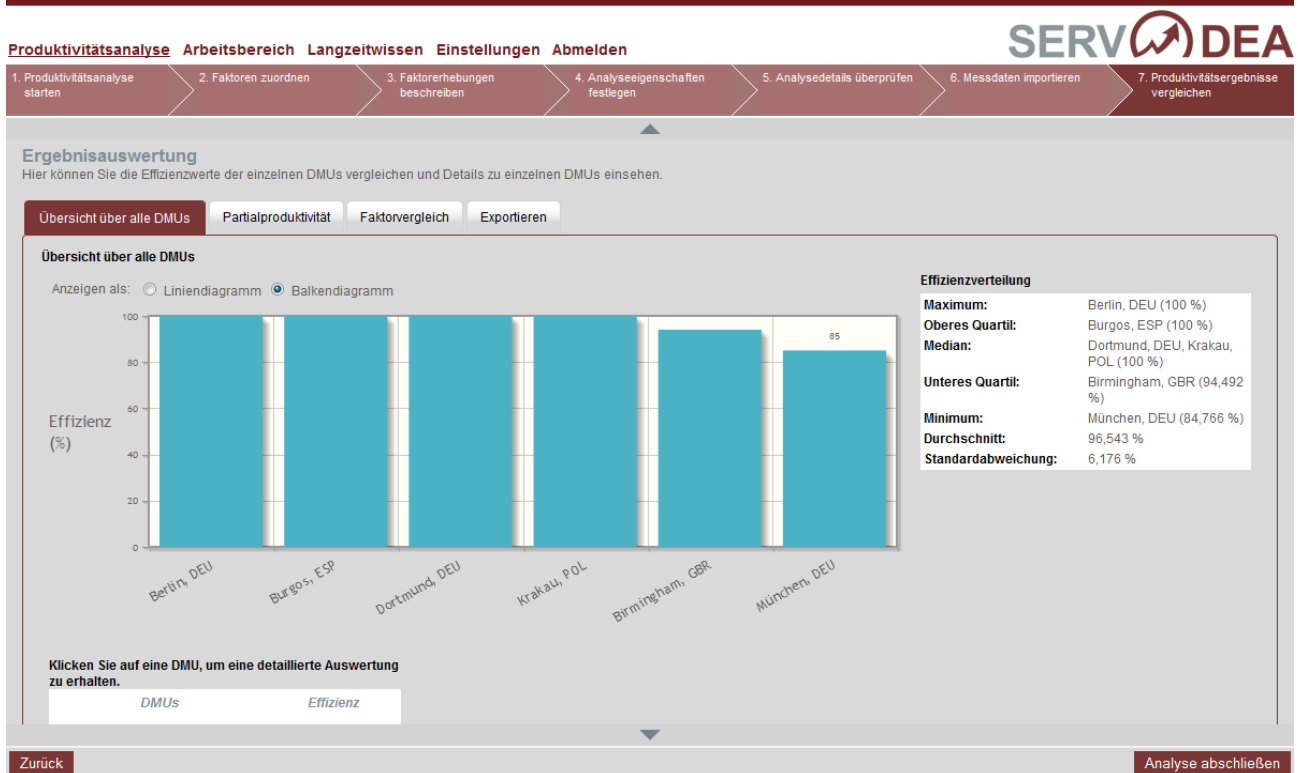 SERV DEA
Produktivitätsanalyse Arbeitsbereich Langzeitwissen Einstellungen Abmelden
1. Produktivitätsanalyse
starten
2. Faktoren zuordnen
3. Faktorerhebungen
beschreiben
4. Analyseeigenschaften
festlegen
5. Analysedetails überprüfen
6. Messdaten importieren
7. Produktivitätsergebnisse
vergleichen
Ergebnisauswertung
Hier können Sie die Effizienzwerte der einzelnen DMUs vergleichen und Details zu einzelnen DMUs einsehen.
Übersicht über alle DMUs
Partialproduktivität
Faktorvergleich
Exportieren
Übersicht über alle DMUs
Anzeigen als: Liniendiagramm Balkendiagramm
100
80
60
40
20
0
Effizienz
(%)
85
Berlin, DEU
Burgos, ESP
Dortmund, DEU
Krakau, POL
Birmingham, GBR
München, DEU
Effizienzverteilung
Maximum: Berlin, DEU (100 %)
Oberes Quartil: Burgos, ESP (100 %)
Median: Dortmund, DEU, Krakau,
POL (100 %)
Unteres Quartil: Birmingham, GBR (94,492
%)
Minimum: München, DEU (84,766 %)
Durchschnitt: 96,543 %
Standardabweichung: 6,176 %
Klicken Sie auf eine DMU, um eine detaillierte Auswertung
zu erhalten.
DMUs Effizienz
Zurück
Analyse abschließen